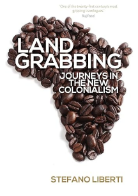 LAND
GRABBING
JOURNEYS IN THE
NEW COLONIALISM
STEFANO LIBERTI